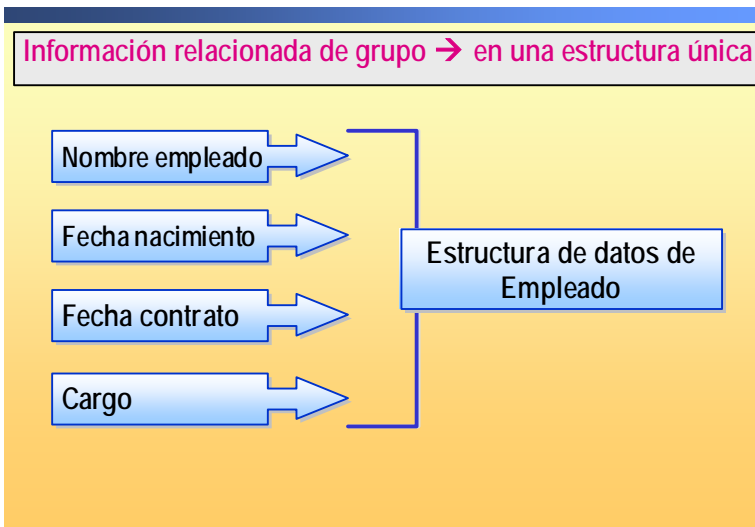 Información relacionada de grupo → en una estructura única
Nombre empleado
Fecha nacimiento
Fecha contrato
Cargo
Estructura de datos de
Empleado